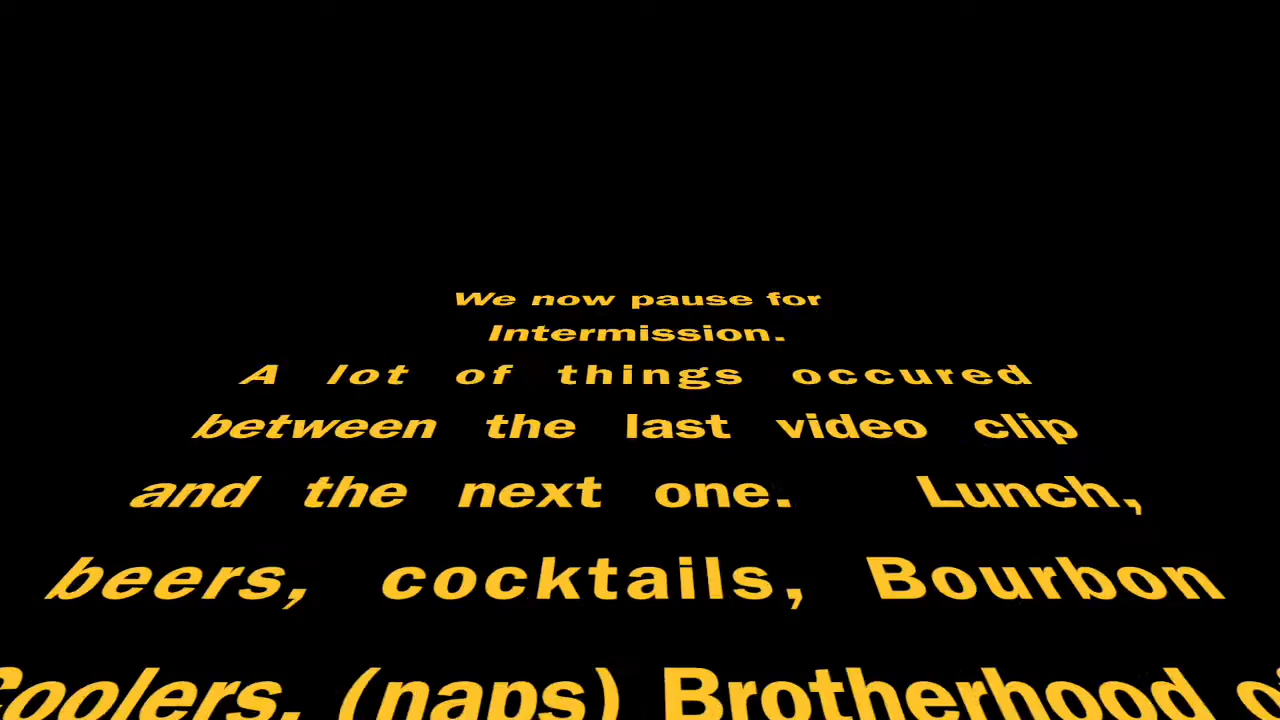 We now pause for
Intermission.
A lot of things occured
between the last video clip
and the next one. Lunch,
beers, cocktails, Bourbon
Coolers, (naps) Brotherhood of